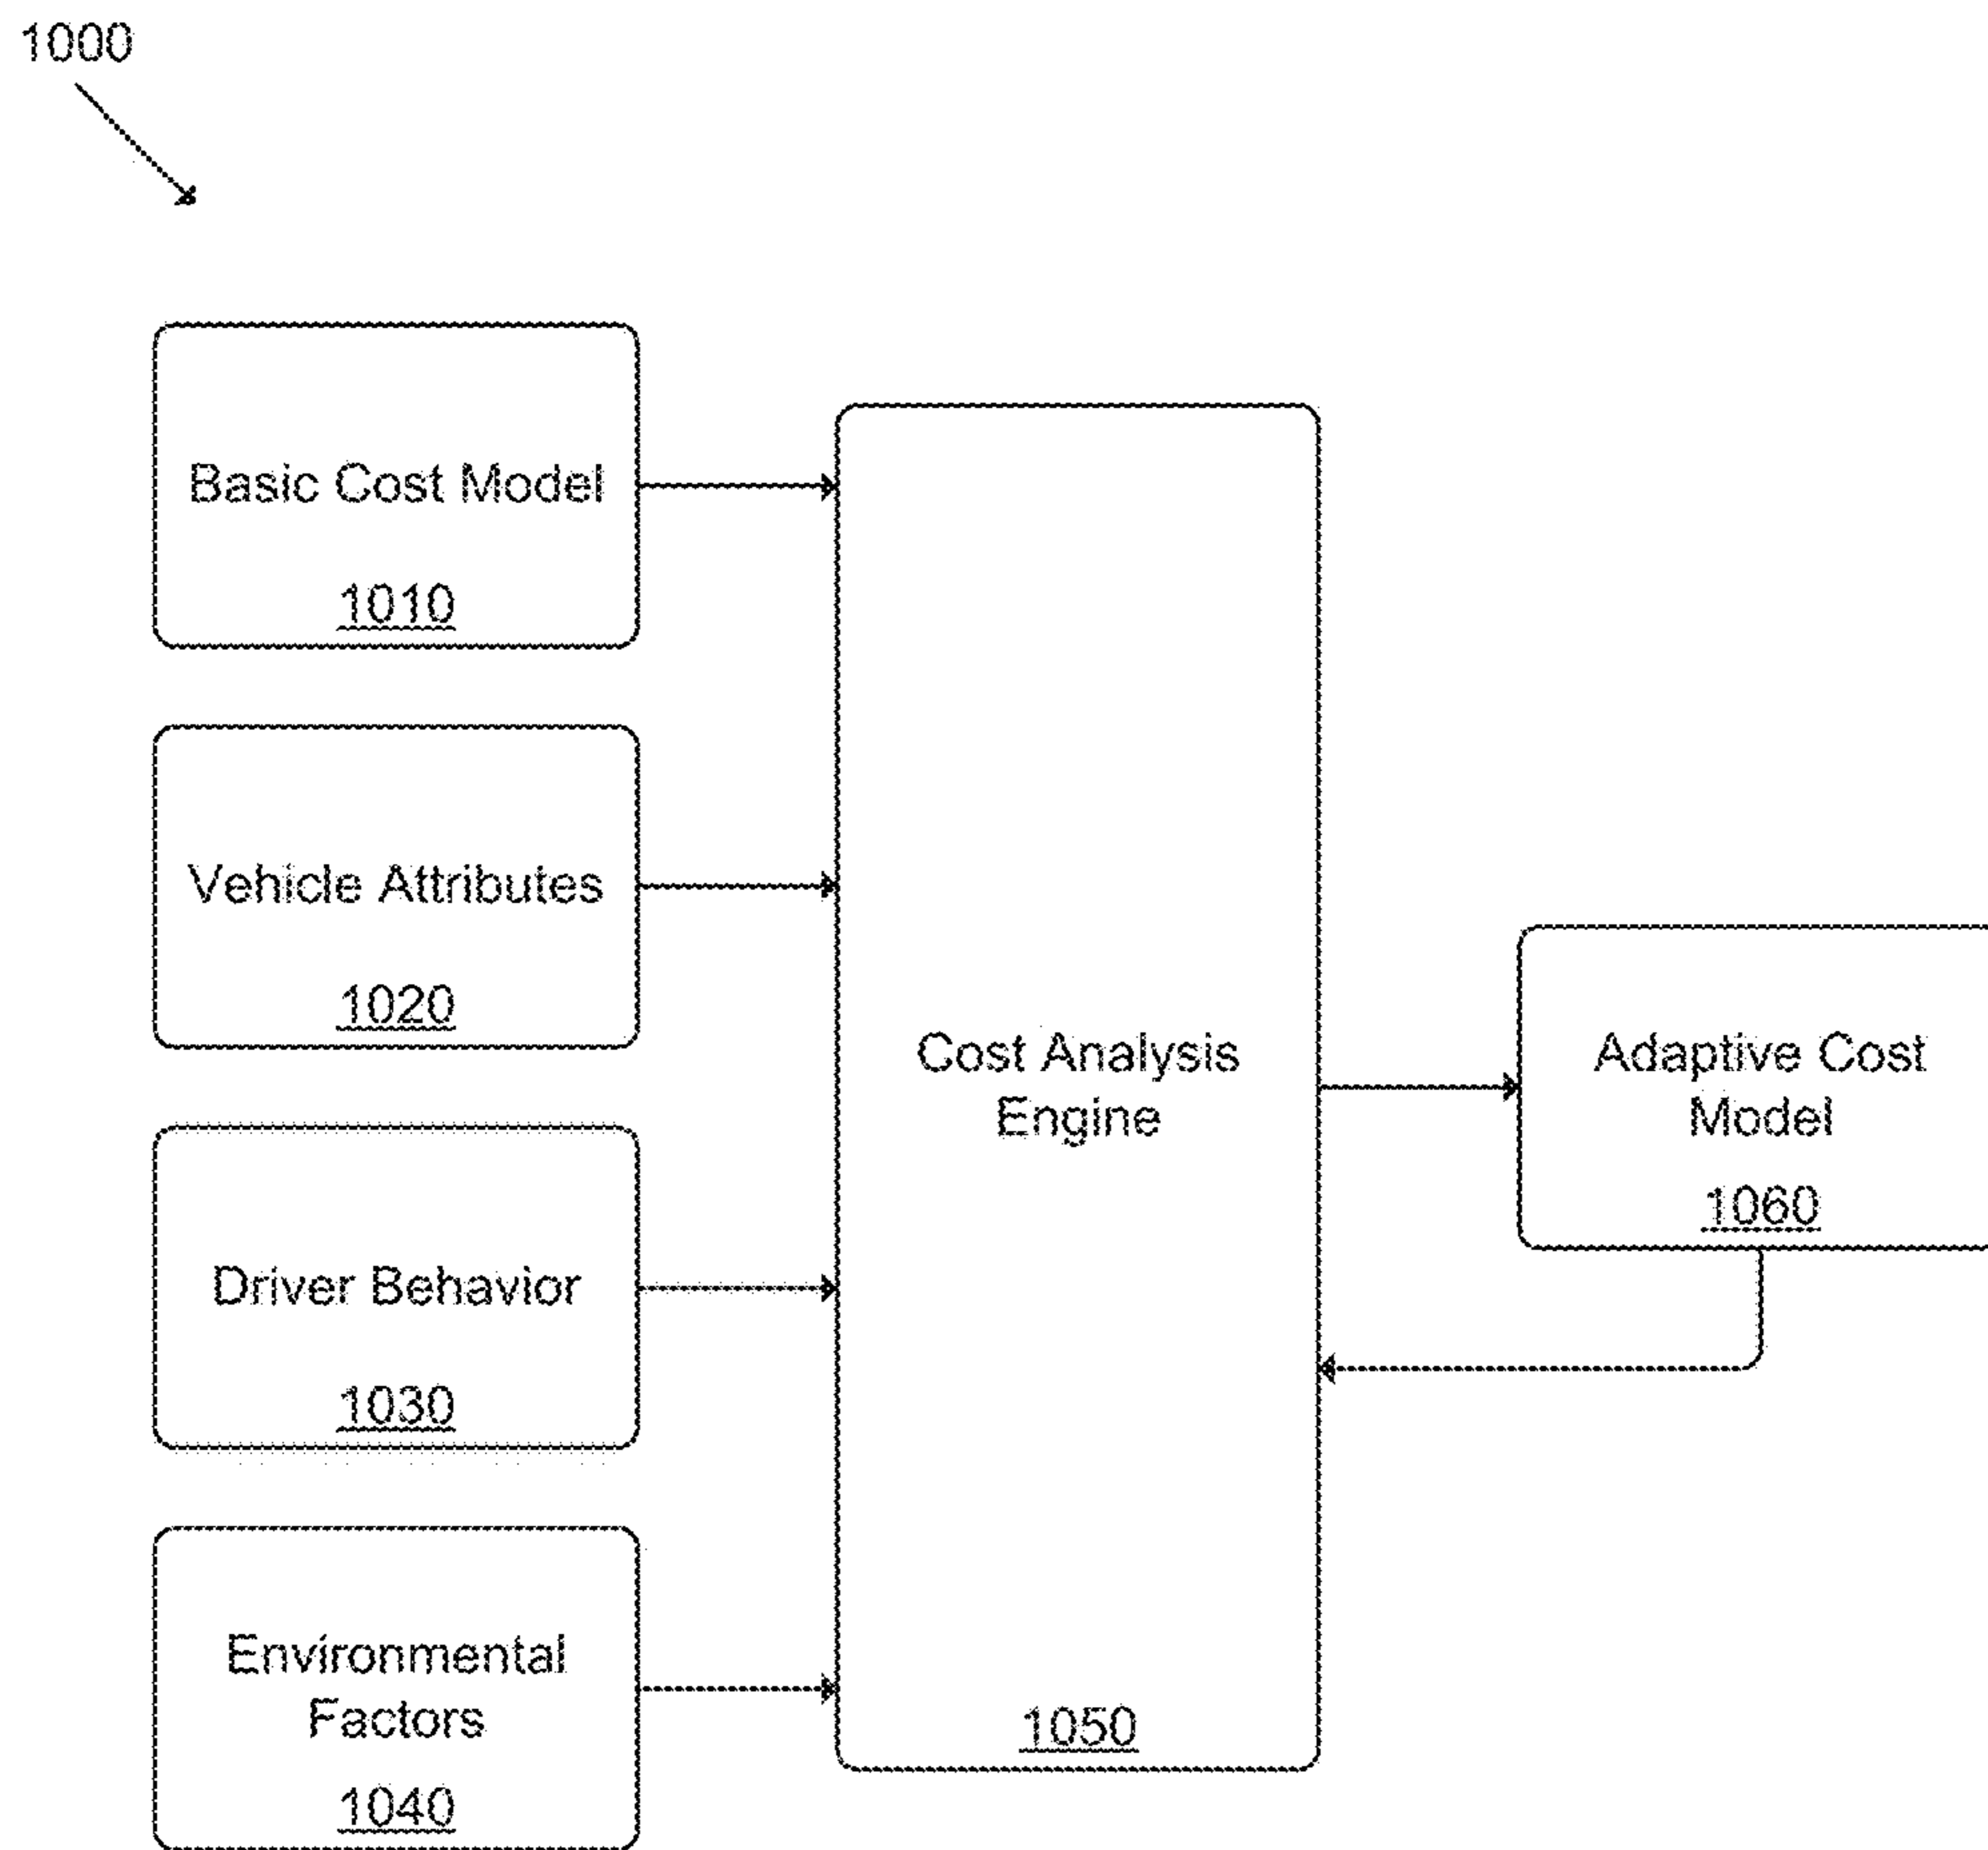 1000
Basic Cost Model
1010
Vehicle Attributes
1020
Driver Behavior
1030
Environmental
Factors
1040
Cost Analysis
Engine
1050
Adaptive Cost
Model
1060